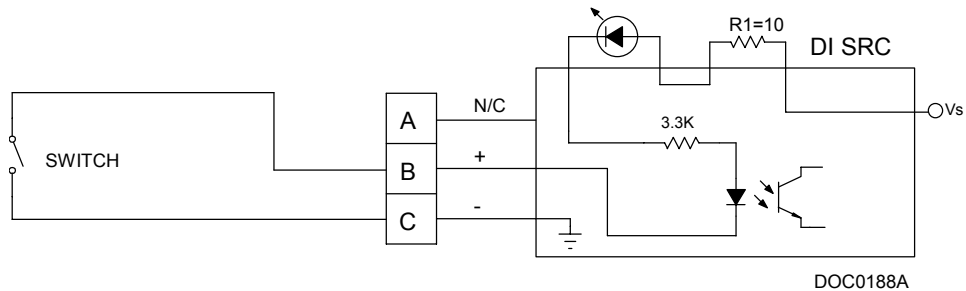 R1=10
DI SRC
N/C
A
Vs
3.3K
SWITCH
+
B
-
C
DOC0188A